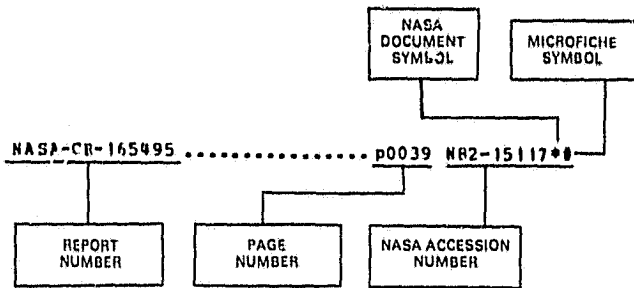 NASA
DOCUMENT
SYMBOL
MICROFICHE
SYMBOL
NASA-CR-165495 .................. p0039 N82-15117*#
REPORT
NUMBER
PAGE
NUMBER
NASA ACCESSION
NUMBER